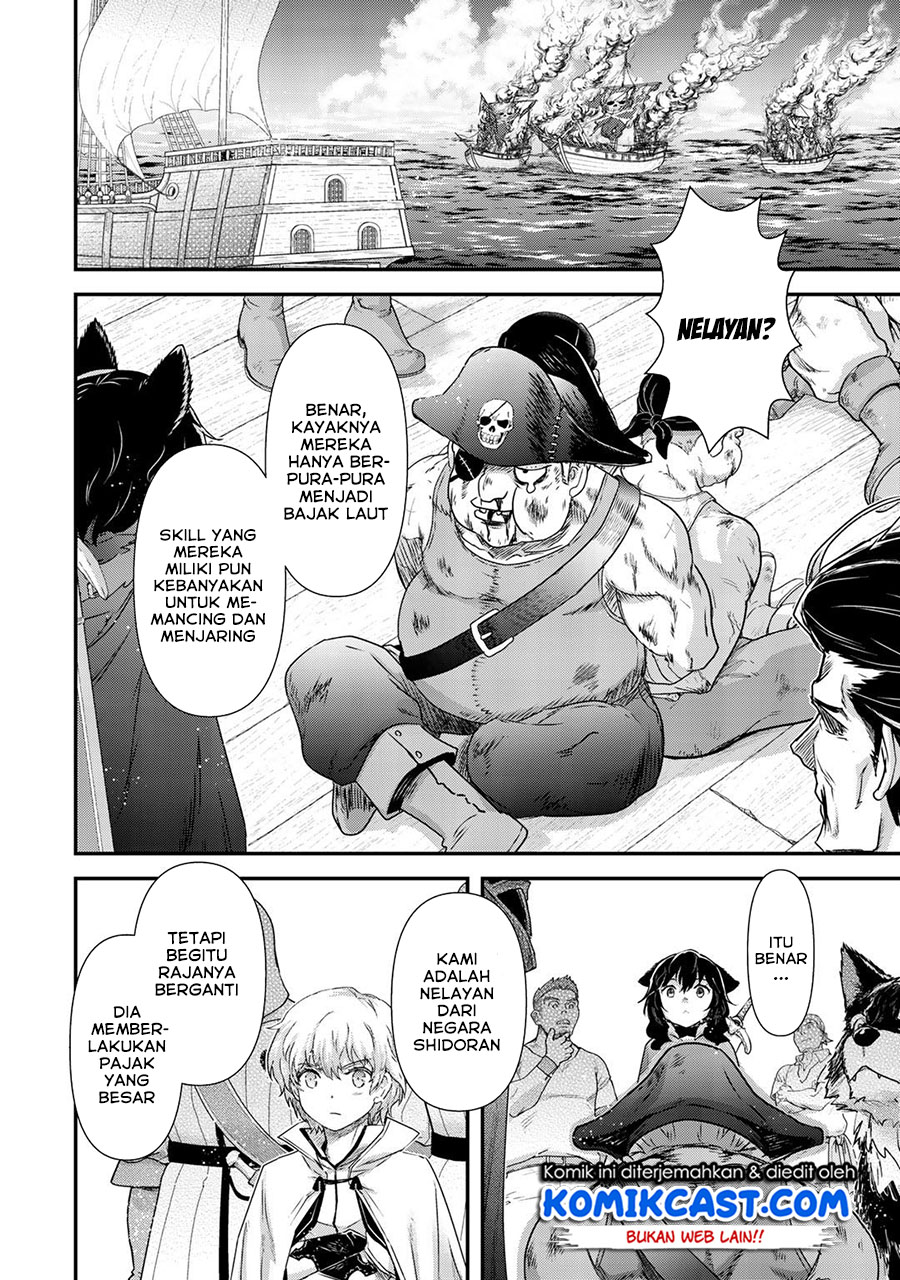 NELAYAN?
BENAR,
KAYAKNYA
MEREKA
HANYA BER-
PURA-PURA
MENJADI
BAJAK LAUT
SKILL YANG
MEREKA
MILIKI PUN
KEBANYAKAN
UNTUK ME-
MANCING DAN
MENJARING
ITU
BENAR
...
KAMI
ADALAH
NELAYAN
DARI
NEGARA
SHIDORAN
TETAPI
BEGITU
RAJANYA
BERGANTI
DIA
MEMBER-
LAKUKAN
PAJAK
YANG
BESAR
Komik ini diterjemahkan & diedit oleh
KOMIKCAST.COM
BUKAN WEB LAIN!!